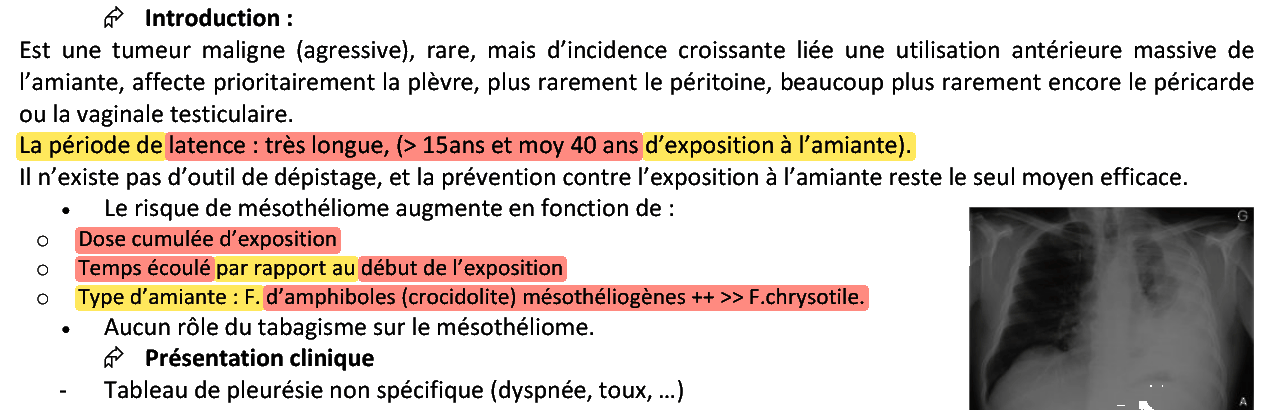 Introduction :
Est une tumeur maligne (agressive), rare, mais d'incidence croissante liée une utilisation antérieure massive de
l'amiante, affecte prioritairement la plèvre, plus rarement le péritoine, beaucoup plus rarement encore le péricarde
ou la vaginale testiculaire.
La période de latence : très longue, (> 15ans et moy 40 ans d'exposition à l'amiante).
Il n'existe pas d'outil de dépistage, et la prévention contre l'exposition à l'amiante reste le seul moyen efficace.
• Le risque de mésothéliome augmente en fonction de :
G
o Dose cumulée d'exposition
o Temps écoulé par rapport au début de l'exposition
o Type d'amiante : F. d'amphiboles (crocidolite) mésothéliogènes ++ >> F.chrysotile.
• Aucun rôle du tabagisme sur le mésothéliome.
Présentation clinique
- Tableau de pleurésie non spécifique (dyspnée, toux, ...)
A